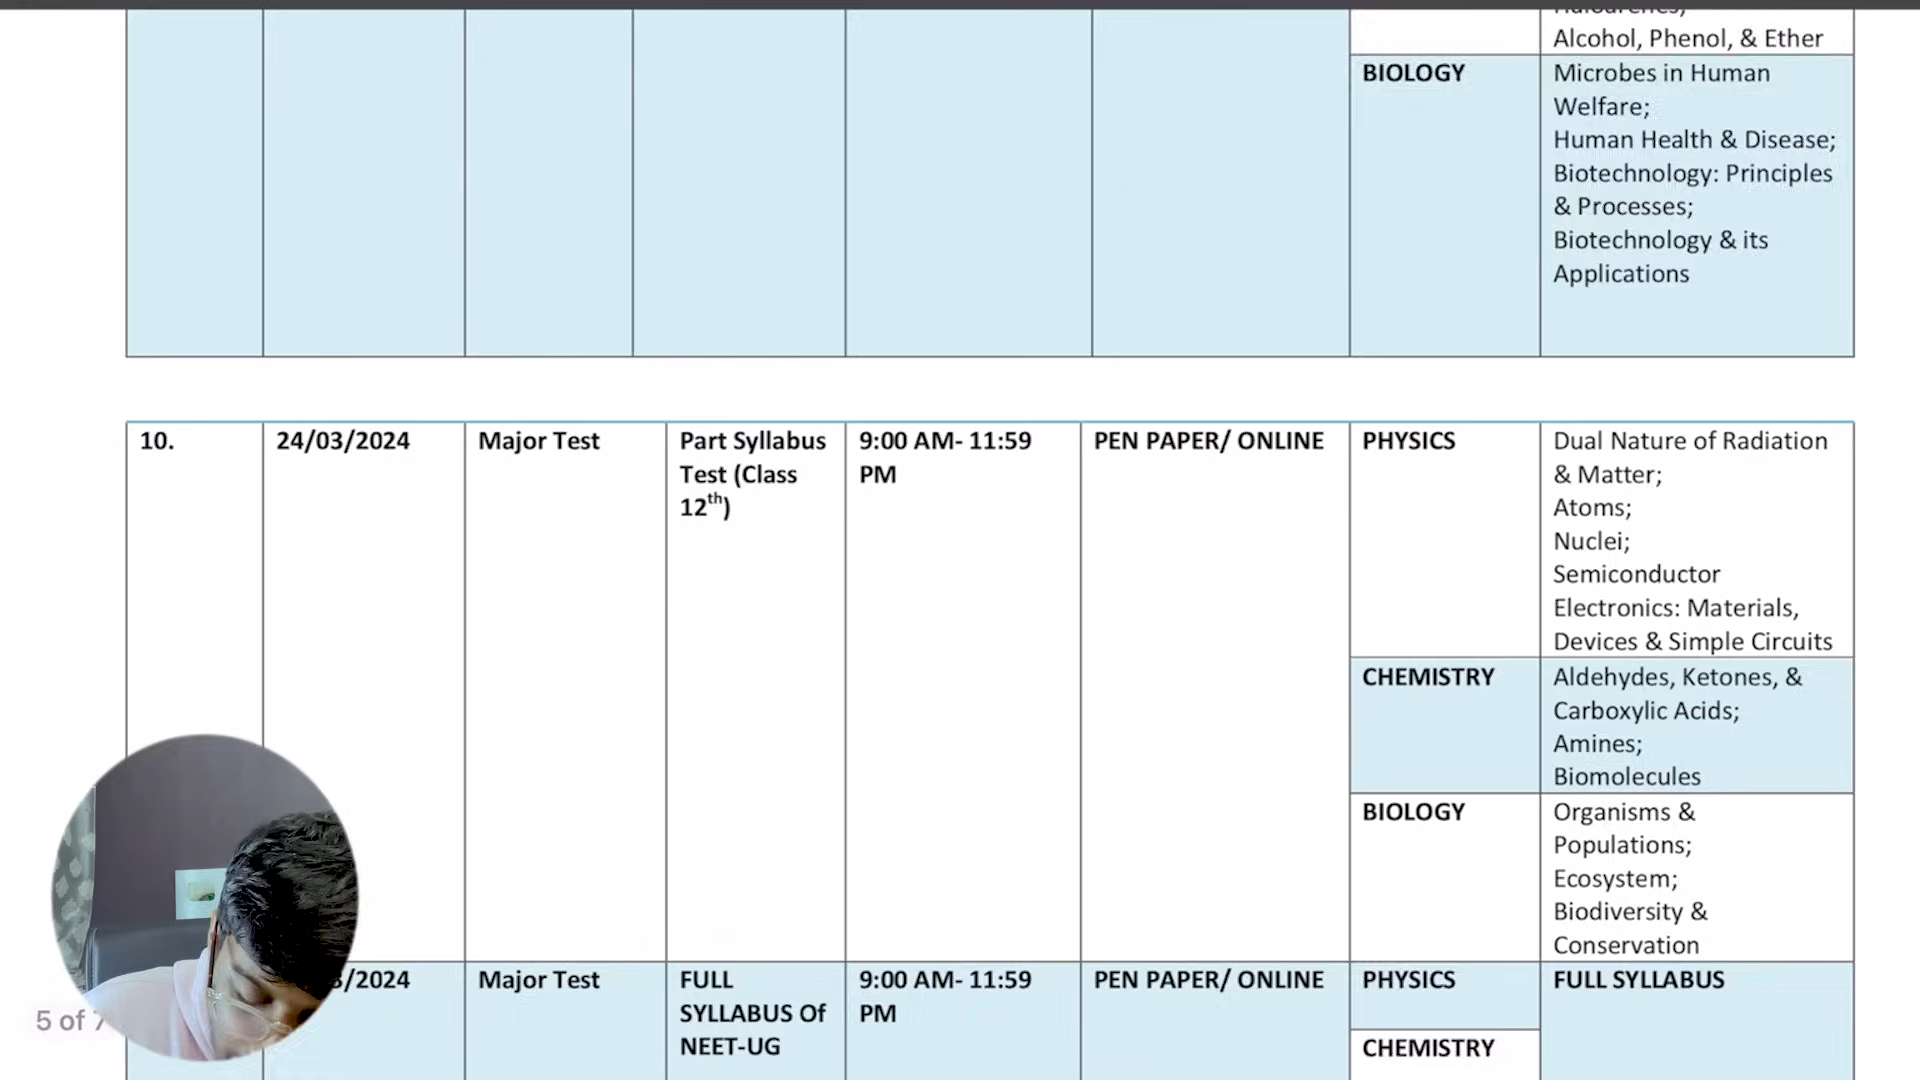 Alcohol, Phenol, & Ether
BIOLOGY
Microbes in Human
Welfare;
Human Health & Disease;
Biotechnology: Principles
& Processes;
Biotechnology & its
Applications
10.
24/03/2024
Major Test
Part Syllabus
Test (Class
12th)
9:00 AM- 11:59
PM
PEN PAPER/ ONLINE
PHYSICS
Dual Nature of Radiation
& Matter;
Atoms;
Nuclei;
Semiconductor
Electronics: Materials,
Devices & Simple Circuits
CHEMISTRY
Aldehydes, Ketones, &
Carboxylic Acids;
Amines;
Biomolecules
BIOLOGY
Organisms &
Populations;
Ecosystem;
Biodiversity &
Conservation
/2024
Major Test
FULL
SYLLABUS Of
NEET-UG
9:00 AM- 11:59
PM
PEN PAPER/ ONLINE
PHYSICS
FULL SYLLABUS
CHEMISTRY
5 of 7